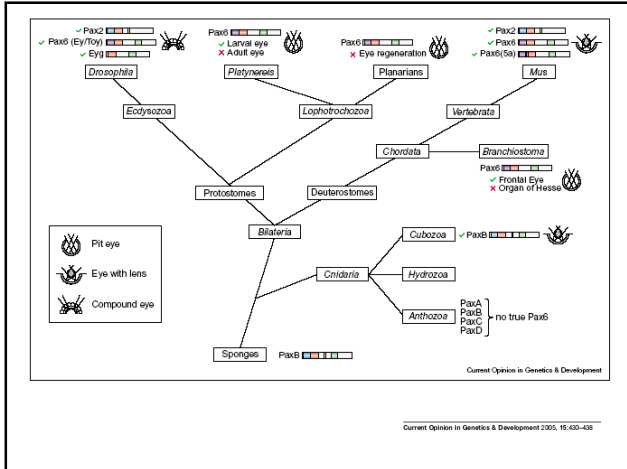 Pax2
Pax6 (Ey/Toy)
Eyg
Drosophila
Pax6
Larval eye
Adult eye
Platynereis
Pax6
Eye regeneration
Planarians
Pax2
Pax6
Pax6(5a)
Mus
Ecdysozoa
Lophotrochozoa
Vertebrata
Chordata
Branchiostoma
Pax6
Frontal Eye
Organ of Hesse
Protostomes
Deuterostomes
Bilateria
Pit eye
Eye with lens
Compound eye
Cubozoa
PaxB
Cnidaria
Hydrozoa
Anthozoa
PaxA
PaxB
PaxC
PaxD
no true Pax6
Sponges
PaxB
Current Opinion in Genetics & Development
Current Opinion in Genetics & Development 2005, 15:430–438